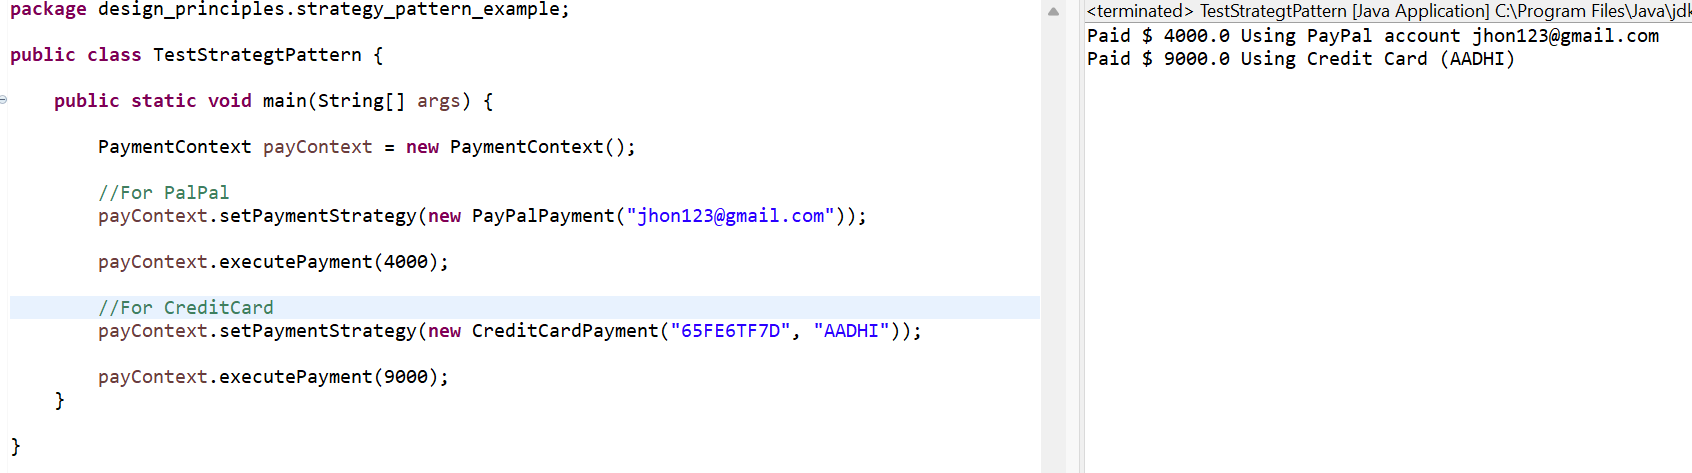 package design_principles.strategy_pattern_example;
public class TestStrategtPattern {
public static void main(String[] args) {
PaymentContext payContext = new PaymentContext();
//For PalPal
payContext.setPaymentStrategy(new PayPalPayment("jhon123@gmail.com"));
payContext.executePayment(4000);
//For CreditCard
payContext.setPaymentStrategy(new CreditCardPayment("65FE6TF7D", "AADHI"));
payContext.executePayment(9000);
}
}
<terminated> TestStrategtPattern [Java Application] C:\Program Files\Java\jdk
Paid $ 4000.0 Using PayPal account jhon123@gmail.com
Paid $ 9000.0 Using Credit Card (AADHI)